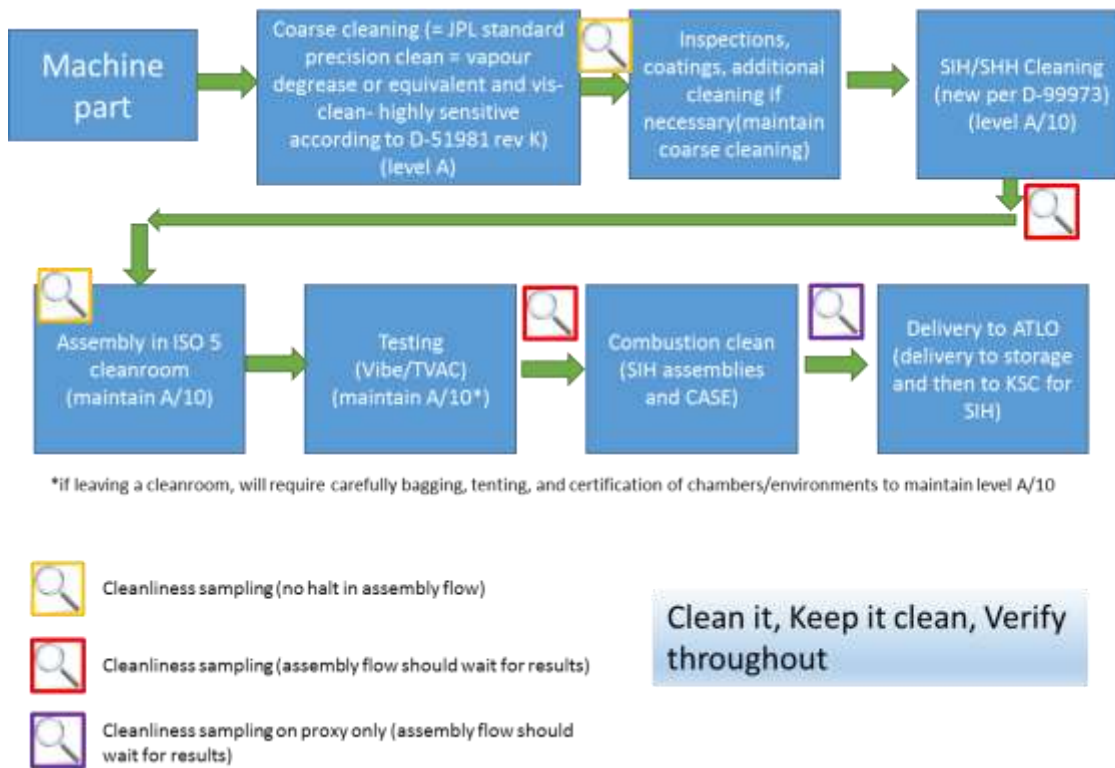 Machine
part
Coarse cleaning (= JPL standard
precision clean = vapour
degrease or equivalent and vis-
clean- highly sensitive
according to D-51981 rev K)
(level A)
Inspections,
coatings, additional
cleaning if
necessary(maintain
coarse cleaning)
SIH/SHH Cleaning
(new per D-99973)
(level A/10)
Assembly in ISO 5
cleanroom
(maintain A/10)
Testing
(Vibe/TVAC)
(maintain A/10*)
Combustion clean
(SIH assemblies
and CASE)
Delivery to ATLO
(delivery to storage
and then to KSC for
SIH)
*if leaving a cleanroom, will require carefully bagging, tenting, and certification of chambers/environments to maintain level A/10
Cleanliness sampling (no halt in assembly flow)
Cleanliness sampling (assembly flow should wait for results)
Cleanliness sampling on proxy only (assembly flow should
wait for results)
Clean it, Keep it clean, Verify
throughout